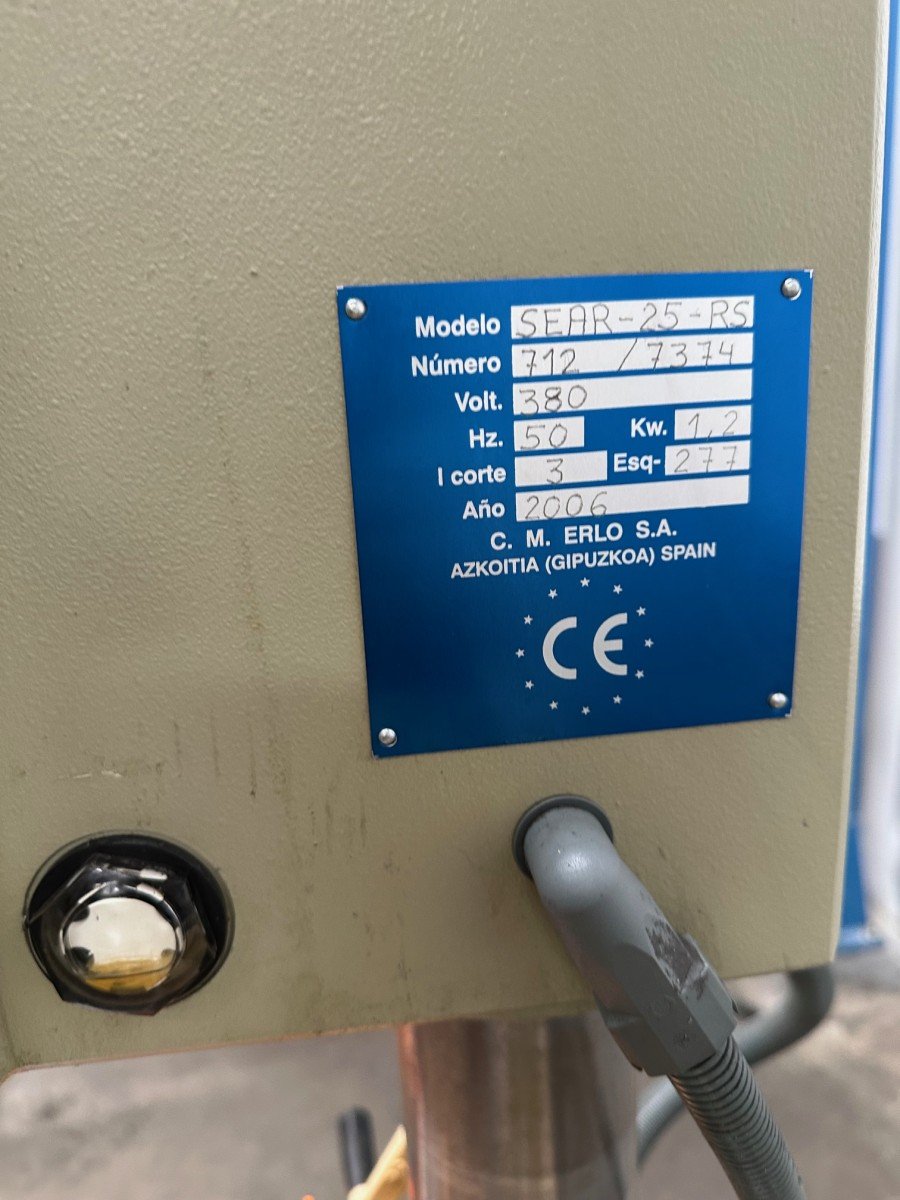 Modelo SEAR-25-RS
Número 712 /7374
Volt. 380
Hz. 50 Kw. 1,2
I corte 3 Esq- 277
Año 2006
C. M. ERLO S.A.
AZKOITIA (GIPUZKOA) SPAIN
CE